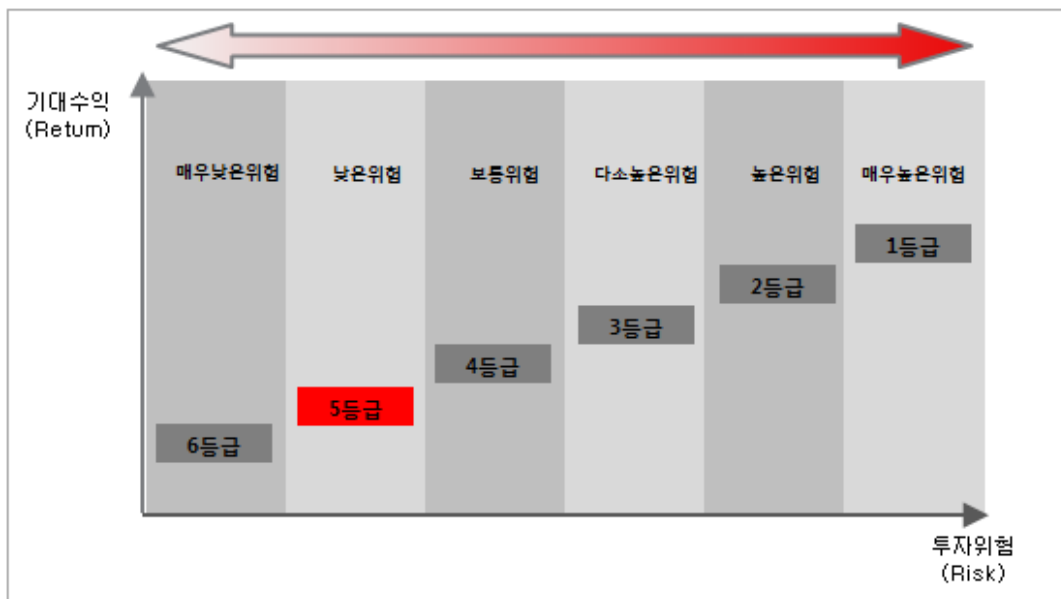 기대수익
(Retum)
매우낮은위험
낮은위험
보통위험
다소높은위험
높은위험
매우높은위험
1등급
2등급
3등급
4등급
5등급
6등급
투자위험
(Risk)